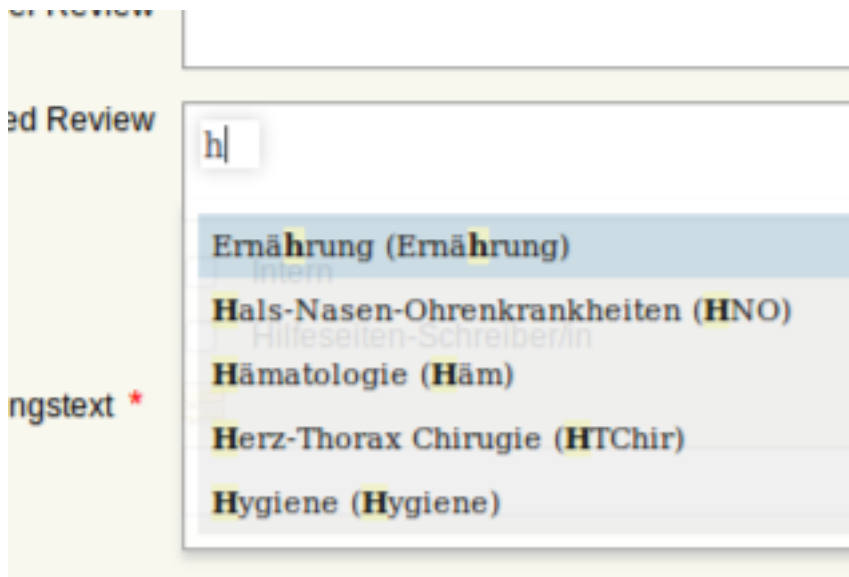 Review
ed Review
h
Ernährung (Ernährung)
Intern
Hals-Nasen-Ohrenkrankheiten (HNO)
Hilfeseiten-Schreiber/in
Hämatologie (Häm)
ngstext *
Herz-Thorax Chirugie (HTChir)
Hygiene (Hygiene)